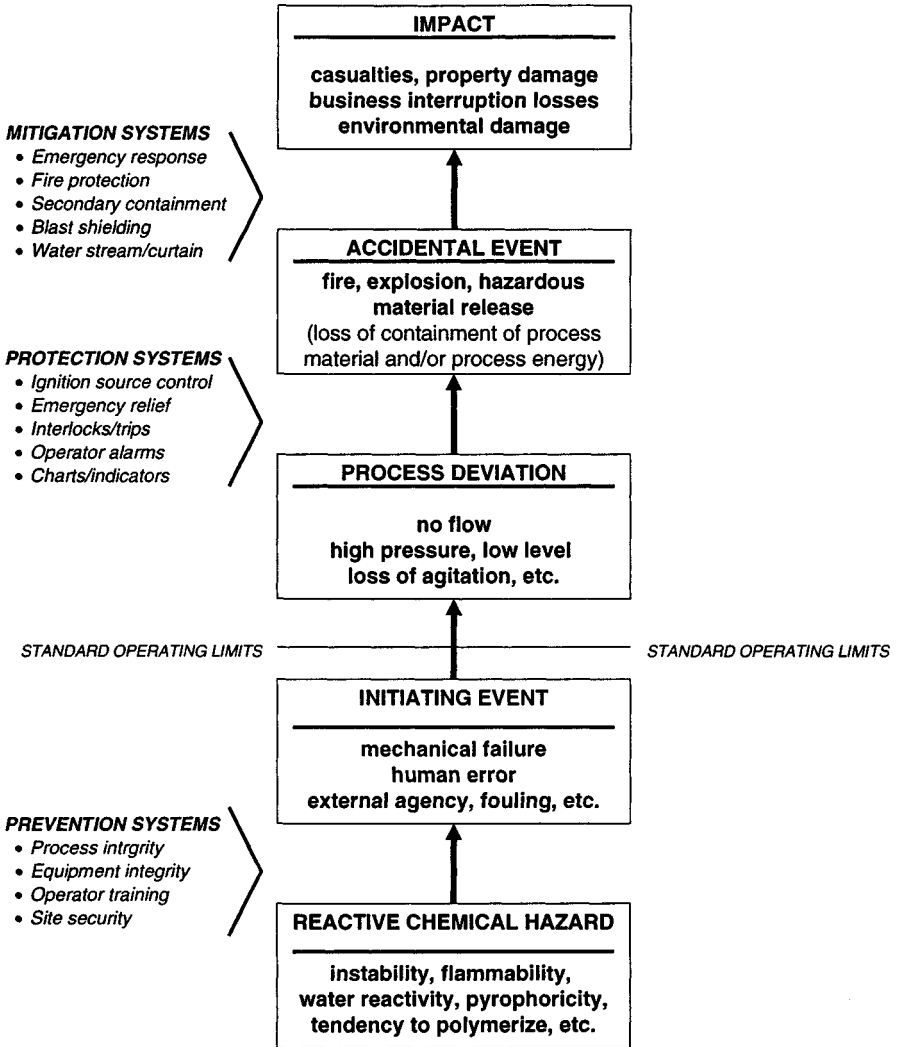 IMPACT
casualties, property damage
business interruption losses
environmental damage
MITIGATION SYSTEMS
• Emergency response
• Fire protection
• Secondary containment
• Blast shielding
• Water stream/curtain
ACCIDENTAL EVENT
fire, explosion, hazardous
material release
(loss of containment of process
material and/or process energy)
PROTECTION SYSTEMS
• Ignition source control
• Emergency relief
• Interlocks/trips
• Operator alarms
• Charts/indicators
PROCESS DEVIATION
no flow
high pressure, low level
loss of agitation, etc.
STANDARD OPERATING LIMITS
STANDARD OPERATING LIMITS
INITIATING EVENT
mechanical failure
human error
external agency, fouling, etc.
PREVENTION SYSTEMS
• Process intrgrity
• Equipment integrity
• Operator training
• Site security
REACTIVE CHEMICAL HAZARD
instability, flammability,
water reactivity, pyrophoricity,
tendency to polymerize, etc.